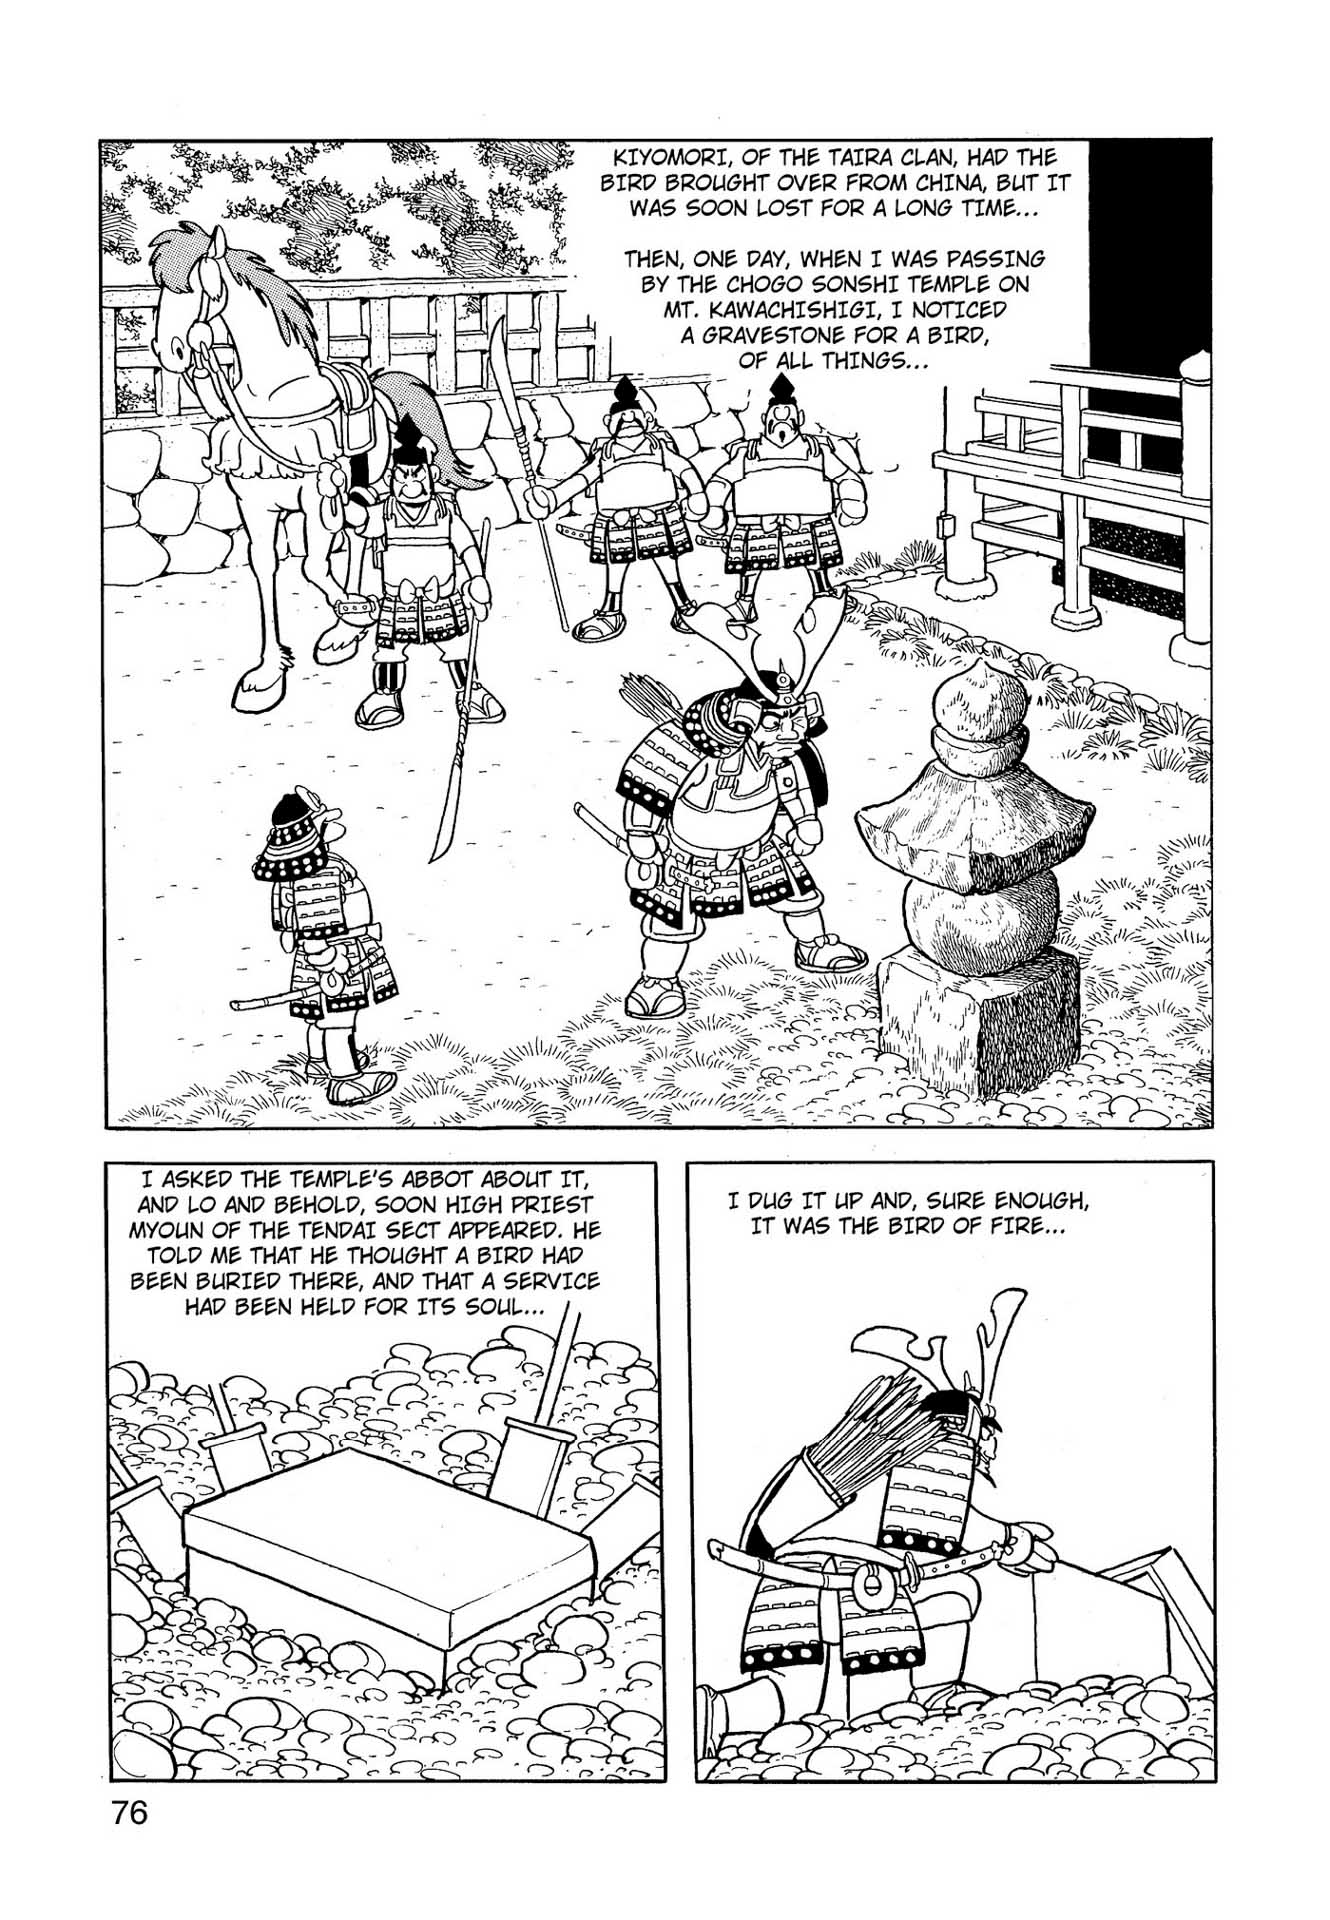 KIYOMORI, OF THE TAIRA CLAN, HAD THE
BIRD BROUGHT OVER FROM CHINA, BUT IT
WAS SOON LOST FOR A LONG TIME...
THEN, ONE DAY, WHEN I WAS PASSING
BY THE CHOGO SONSHI TEMPLE ON
MT. KAWACHISHIGI, I NOTICED
A GRAVESTONE FOR A BIRD,
OF ALL THINGS...
I ASKED THE TEMPLE'S ABBOT ABOUT IT,
AND LO AND BEHOLD, SOON HIGH PRIEST
MYOUN OF THE TENDAI SECT APPEARED. HE
TOLD ME THAT HE THOUGHT A BIRD HAD
BEEN BURIED THERE, AND THAT A SERVICE
HAD BEEN HELD FOR ITS SOUL...
I DUG IT UP AND, SURE ENOUGH,
IT WAS THE BIRD OF FIRE...
76